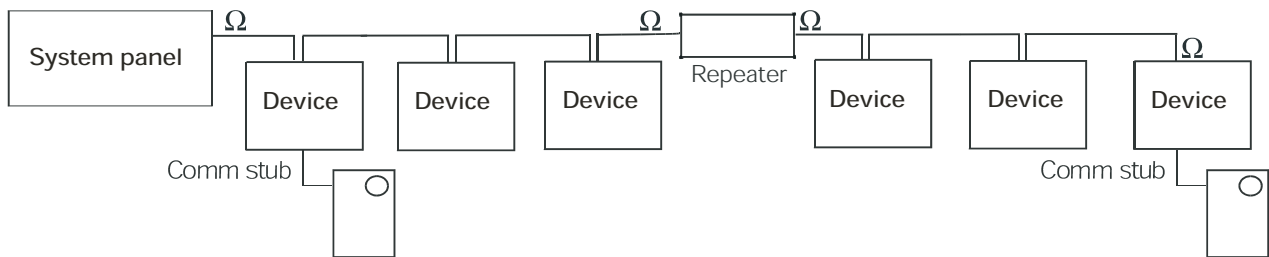 Ω Ω Ω
System panel
Ω
Repeater
Device Device Device Device Device Device
Comm stub Comm stub